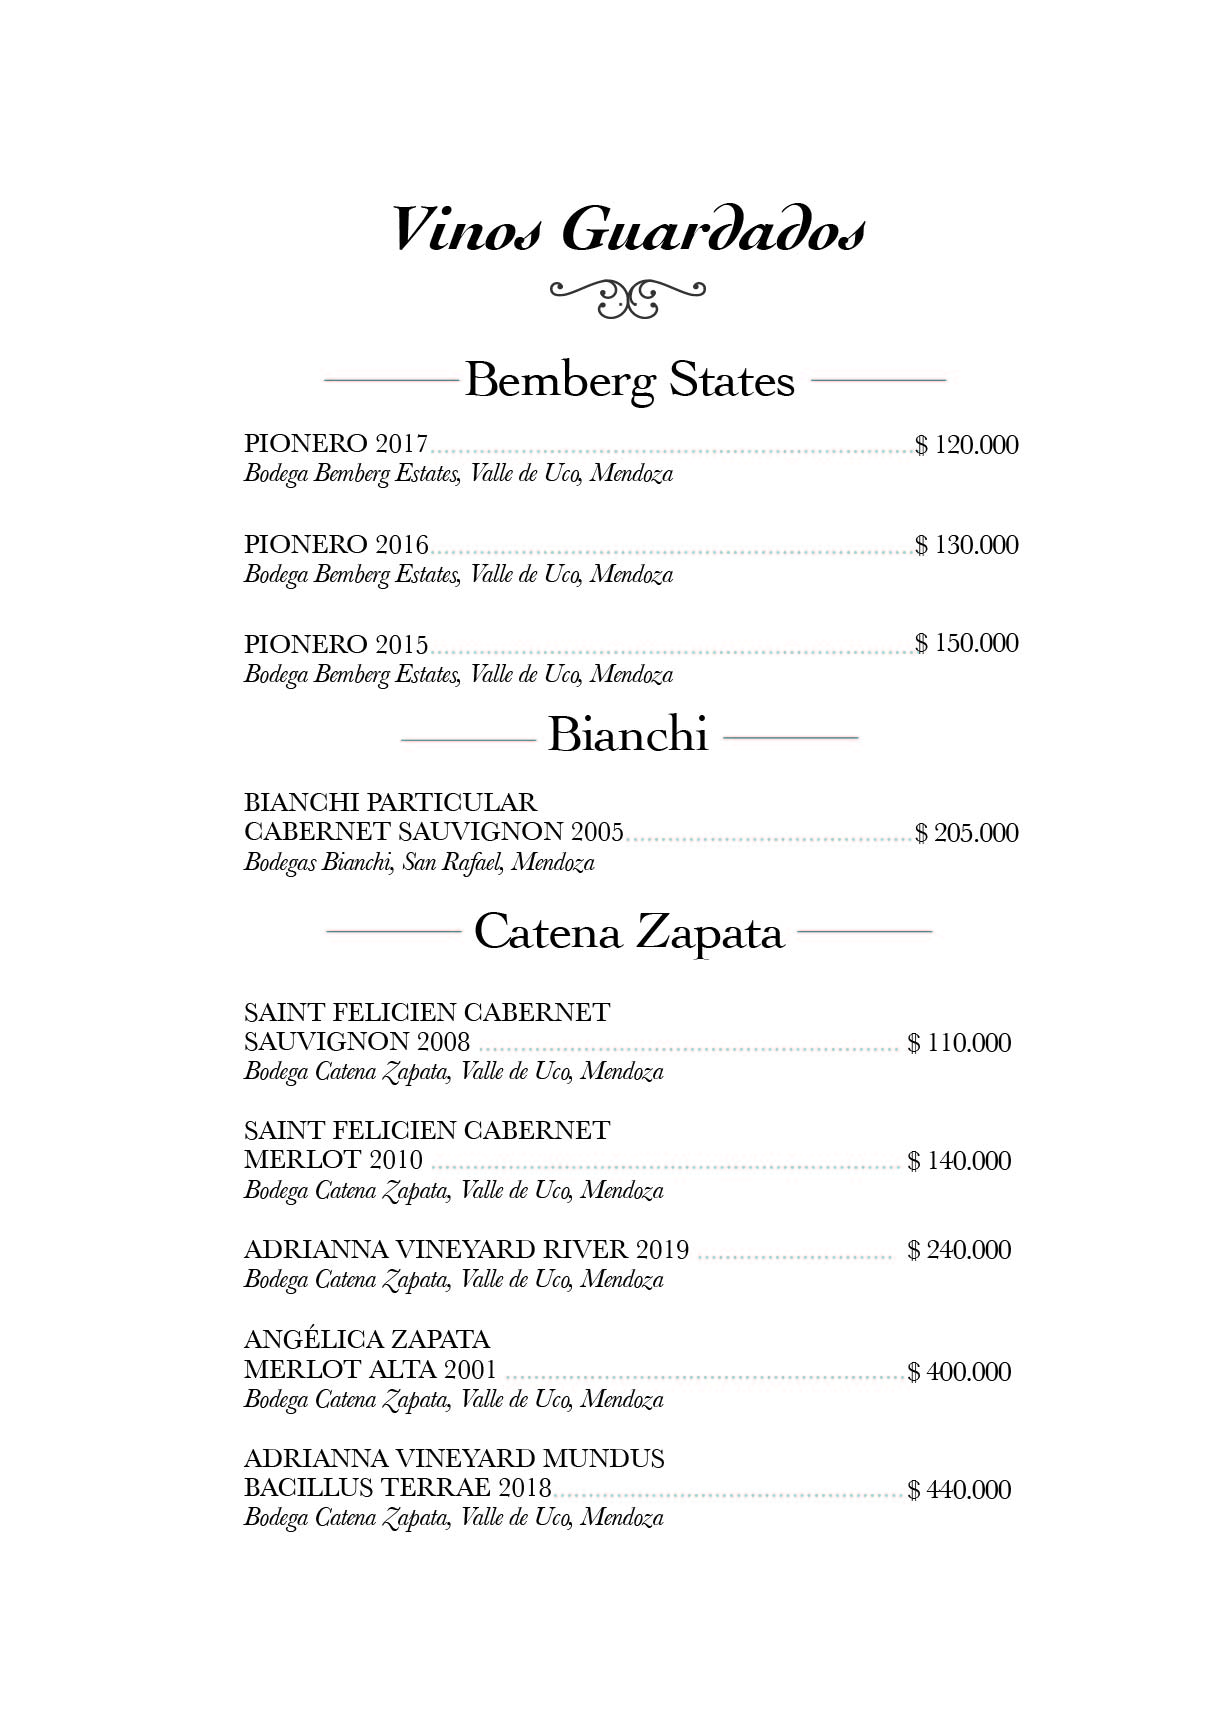 Vinos Guardados
Bemberg States
PIONERO 2017 $ 120.000
Bodega Bemberg Estates, Valle de Uco, Mendoza
PIONERO 2016 $ 130.000
Bodega Bemberg Estates, Valle de Uco, Mendoza
PIONERO 2015 $ 150.000
Bodega Bemberg Estates, Valle de Uco, Mendoza
Bianchi
BIANCHI PARTICULAR
CABERNET SAUVIGNON 2005 $ 205.000
Bodegas Bianchi, San Rafael, Mendoza
Catena Zapata
SAINT FELICIEN CABERNET
SAUVIGNON 2008 $ 110.000
Bodega Catena Zapata, Valle de Uco, Mendoza
SAINT FELICIEN CABERNET
MERLOT 2010 $ 140.000
Bodega Catena Zapata, Valle de Uco, Mendoza
ADRIANNA VINEYARD RIVER 2019 $ 240.000
Bodega Catena Zapata, Valle de Uco, Mendoza
ANGÉLICA ZAPATA
MERLOT ALTA 2001 $ 400.000
Bodega Catena Zapata, Valle de Uco, Mendoza
ADRIANNA VINEYARD MUNDUS
BACILLUS TERRAE 2018 $ 440.000
Bodega Catena Zapata, Valle de Uco, Mendoza